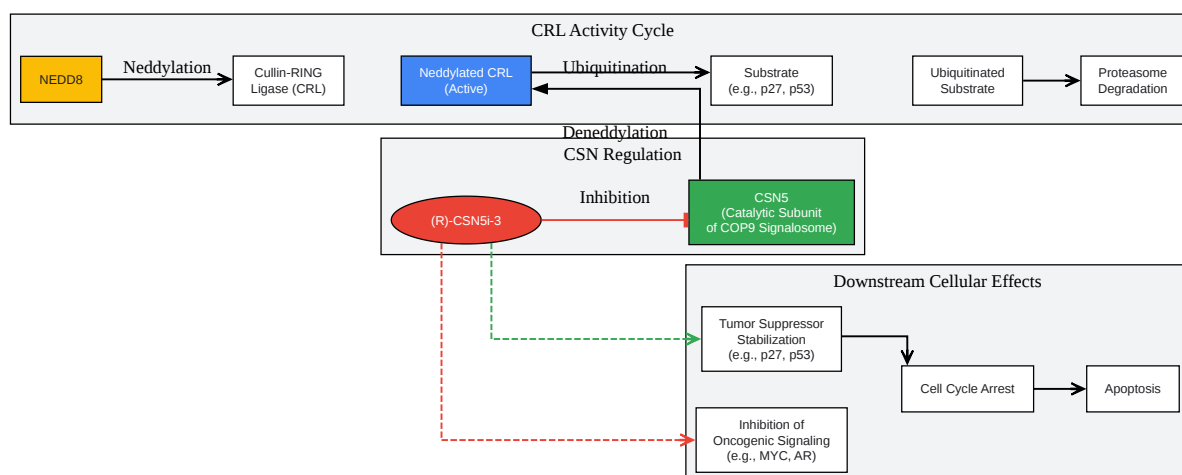 CRL Activity Cycle
NEDD8
Neddylation
Cullin-RING
Ligase (CRL)
Neddylated CRL
(Active)
Ubiquitination
Substrate
(e.g., p27, p53)
Ubiquitinated
Substrate
Proteasome
Degradation
Deneddylation
CSN Regulation
(R)-CSN5i-3
Inhibition
CSN5
(Catalytic Subunit
of COP9 Signalosome)
Downstream Cellular Effects
Tumor Suppressor
Stabilization
(e.g., p27, p53)
Cell Cycle Arrest
Apoptosis
Inhibition of
Oncogenic Signaling
(e.g., MYC, AR)